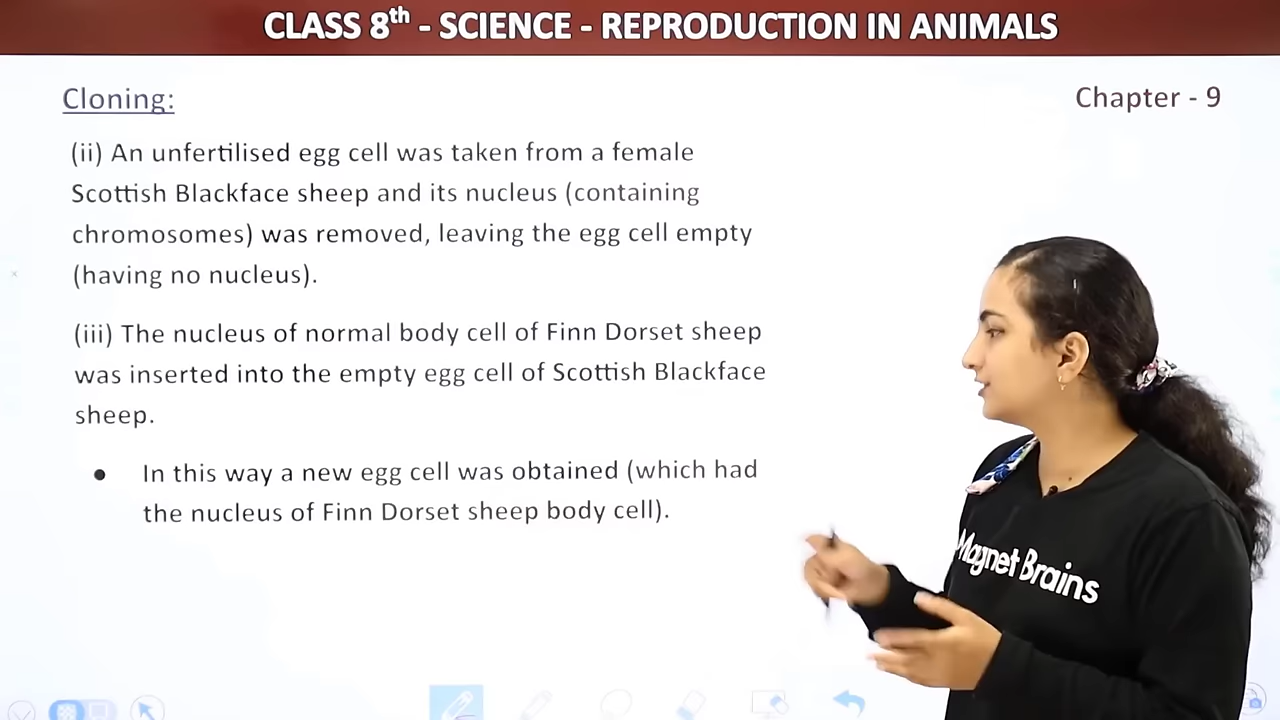 CLASS 8th - SCIENCE - REPRODUCTION IN ANIMALS
Cloning:
Chapter - 9
(ii) An unfertilised egg cell was taken from a female
Scottish Blackface sheep and its nucleus (containing
chromosomes) was removed, leaving the egg cell empty
(having no nucleus).
(iii) The nucleus of normal body cell of Finn Dorset sheep
was inserted into the empty egg cell of Scottish Blackface
sheep.
● In this way a new egg cell was obtained (which had
the nucleus of Finn Dorset sheep body cell).
Magnet Brains